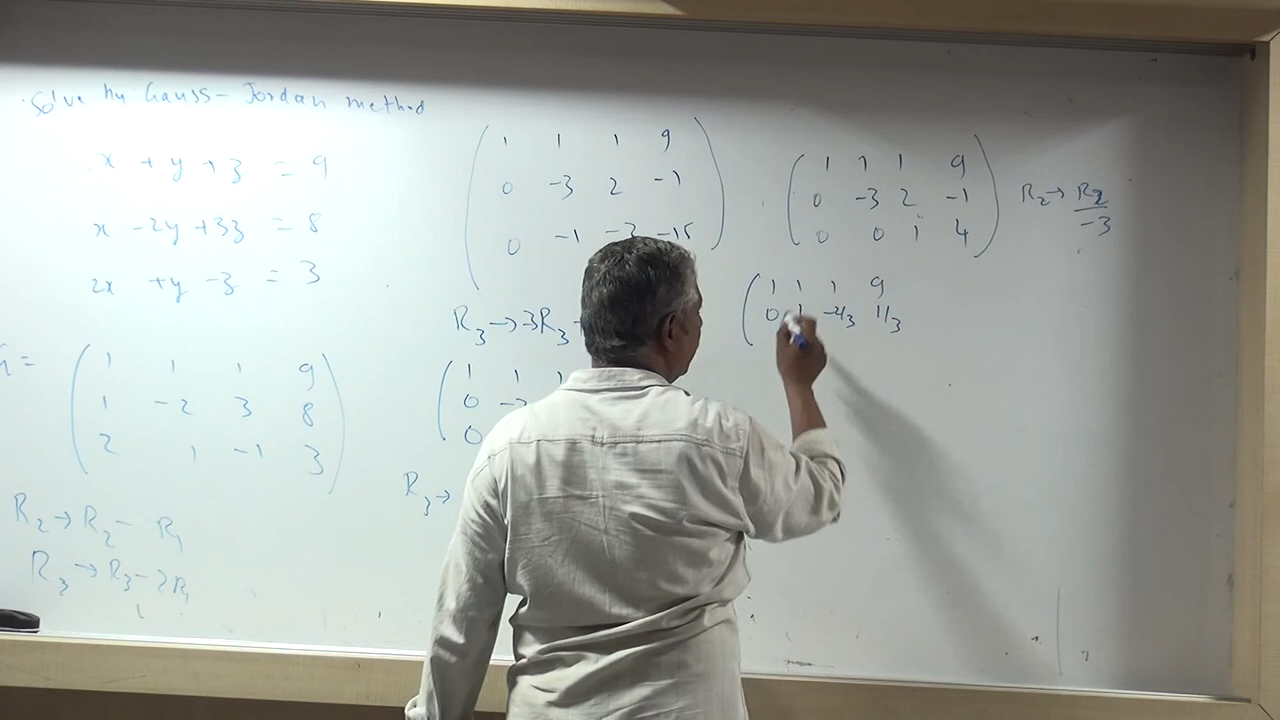 Solve by Gauss-Jordan method
x + y + z = 9
x - 2y + 3z = 8
2x + y - z = 3
1 1 1 9
1 -2 3 8
2 1 -1 3
R2 → R2 - R1
R3 → R3 - 2R1
1 1 1 9
0 -3 2 -1
0 -1 -3 -15
R3 → -3R3
1 1 1
0
0
R3 →
1 1 1 9
0 -3 2 -1
0 0 1 4
R2 → R2/-3
1 1 1 9
0 1 -2/3 1/3